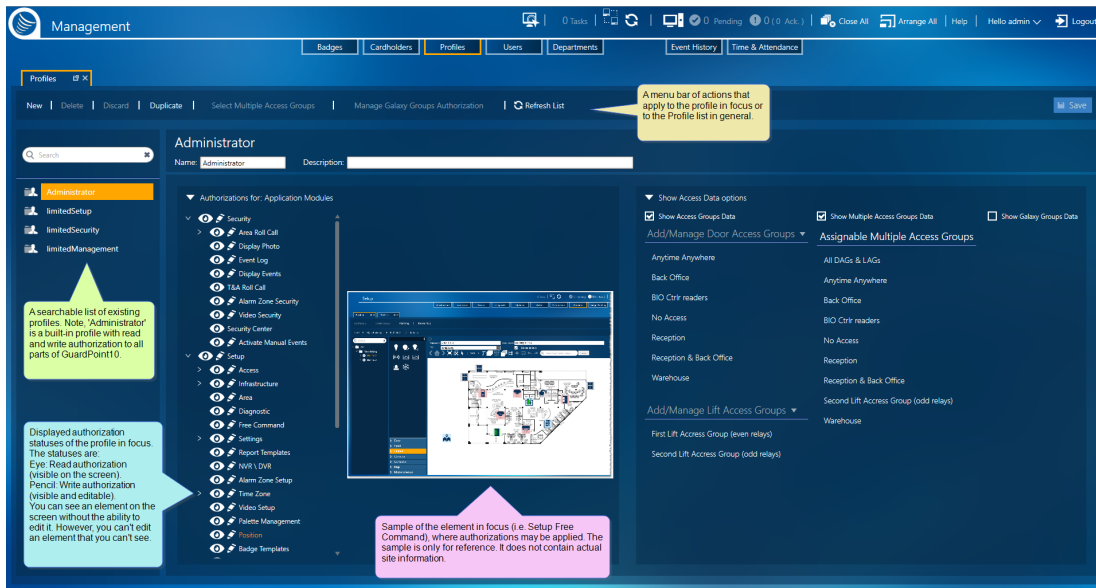 Management
0 Tasks
0 Pending
0 ( 0 Ack. )
Close All
Arrange All
Help
Hello admin
Logout
Badges
Cardholders
Profiles
Users
Departments
Event History
Time & Attendance
Profiles
New
Delete
Discard
Duplicate
Select Multiple Access Groups
Manage Galaxy Groups Authorization
Refresh List
Save
A menu bar of actions that
apply to the profile in focus or
to the Profile list in general.
Search
Administrator
limitedSetup
limitedSecurity
limitedManagement
A searchable list of existing
profiles. Note, 'Administrator'
is a built-in profile with read
and write authorization to all
parts of GuardPoint10.
Displayed authorization
statuses of the profile in focus.
The statuses are:
Eye: Read authorization
(visible on the screen).
Pencil: Write authorization
(visible and editable).
You can see an element on the
screen without the ability to
edit it. However, you can't edit
an element that you can't see.
Administrator
Name: Administrator
Description:
Authorizations for: Application Modules
Security
Area Roll Call
Display Photo
Event Log
Display Events
T&A Roll Call
Alarm Zone Security
Video Security
Security Center
Activate Manual Events
Setup
Access
Infrastructure
Area
Diagnostic
Free Command
Settings
Report Templates
NVR \ DVR
Alarm Zone Setup
Time Zone
Video Setup
Palette Management
Position
Badge Templates
Setup
Sample of the element in focus (i.e. Setup Free
Command), where authorizations may be applied. The
sample is only for reference. It does not contain actual
site information.
Show Access Data options
Show Access Groups Data
Show Multiple Access Groups Data
Show Galaxy Groups Data
Add/Manage Door Access Groups
Anytime Anywhere
Back Office
BIO Ctrlr readers
No Access
Reception
Reception & Back Office
Warehouse
Add/Manage Lift Access Groups
First Lift Access Group (even relays)
Second Lift Accress Group (odd relays)
Assignable Multiple Access Groups
All DAGs & LAGs
Anytime Anywhere
Back Office
BIO Ctrlr readers
No Access
Reception
Reception & Back Office
Second Lift Accress Group (odd relays)
Warehouse